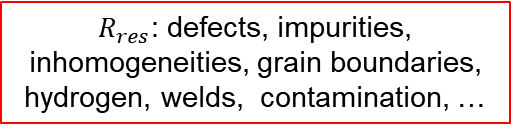 R_res: defects, impurities,
inhomogeneities, grain boundaries,
hydrogen, welds, contamination, …